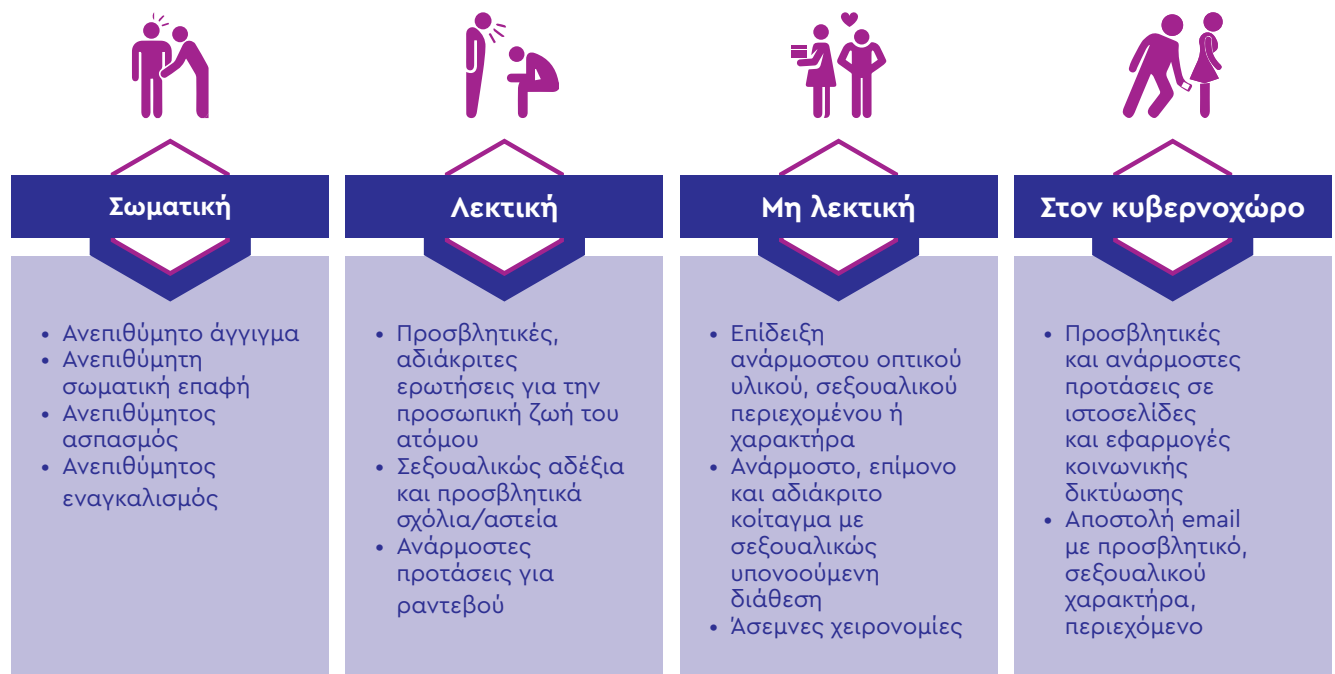 Σωματική
• Ανεπιθύμητο άγγιγμα
• Ανεπιθύμητη
σωματική επαφή
• Ανεπιθύμητος
ασπασμός
• Ανεπιθύμητος
εναγκαλισμός
Λεκτική
• Προσβλητικές,
αδιάκριτες
ερωτήσεις για την
προσωπική ζωή του
ατόμου
• Σεξουαλικώς αδέξια
και προσβλητικά
σχόλια/αστεία
• Ανάρμοστες
προτάσεις για
ραντεβού
Μη λεκτική
• Επίδειξη
ανάρμοστου οπτικού
υλικού, σεξουαλικού
περιεχομένου ή
χαρακτήρα
• Ανάρμοστο, επίμονο
και αδιάκριτο
κοίταγμα με
σεξουαλικώς
υπονοούμενη
διάθεση
• Άσεμνες χειρονομίες
Στον κυβερνοχώρο
• Προσβλητικές
και ανάρμοστες
προτάσεις σε
ιστοσελίδες
και εφαρμογές
κοινωνικής
δικτύωσης
• Αποστολή email
με προσβλητικό,
σεξουαλικού
χαρακτήρα,
περιεχόμενο